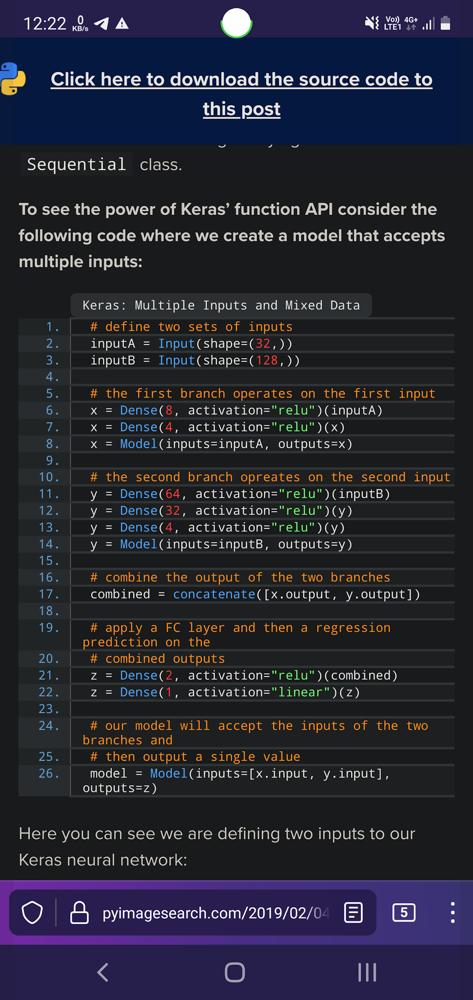 12:22 0 KB/s Vo)) LTE1 4G+
Click here to download the source code to
this post
Sequential class.
To see the power of Keras’ function API consider the
following code where we create a model that accepts
multiple inputs:
Keras: Multiple Inputs and Mixed Data
1. # define two sets of inputs
2. inputA = Input(shape=(32,))
3. inputB = Input(shape=(128,))
4.
5. # the first branch operates on the first input
6. x = Dense(8, activation="relu")(inputA)
7. x = Dense(4, activation="relu")(x)
8. x = Model(inputs=inputA, outputs=x)
9.
10. # the second branch opreates on the second input
11. y = Dense(64, activation="relu")(inputB)
12. y = Dense(32, activation="relu")(y)
13. y = Dense(4, activation="relu")(y)
14. y = Model(inputs=inputB, outputs=y)
15.
16. # combine the output of the two branches
17. combined = concatenate([x.output, y.output])
18.
19. # apply a FC layer and then a regression
prediction on the
20. # combined outputs
21. z = Dense(2, activation="relu")(combined)
22. z = Dense(1, activation="linear")(z)
23.
24. # our model will accept the inputs of the two
branches and
25. # then output a single value
26. model = Model(inputs=[x.input, y.input],
outputs=z)
Here you can see we are defining two inputs to our
Keras neural network:
pyimagesearch.com/2019/02/04 5